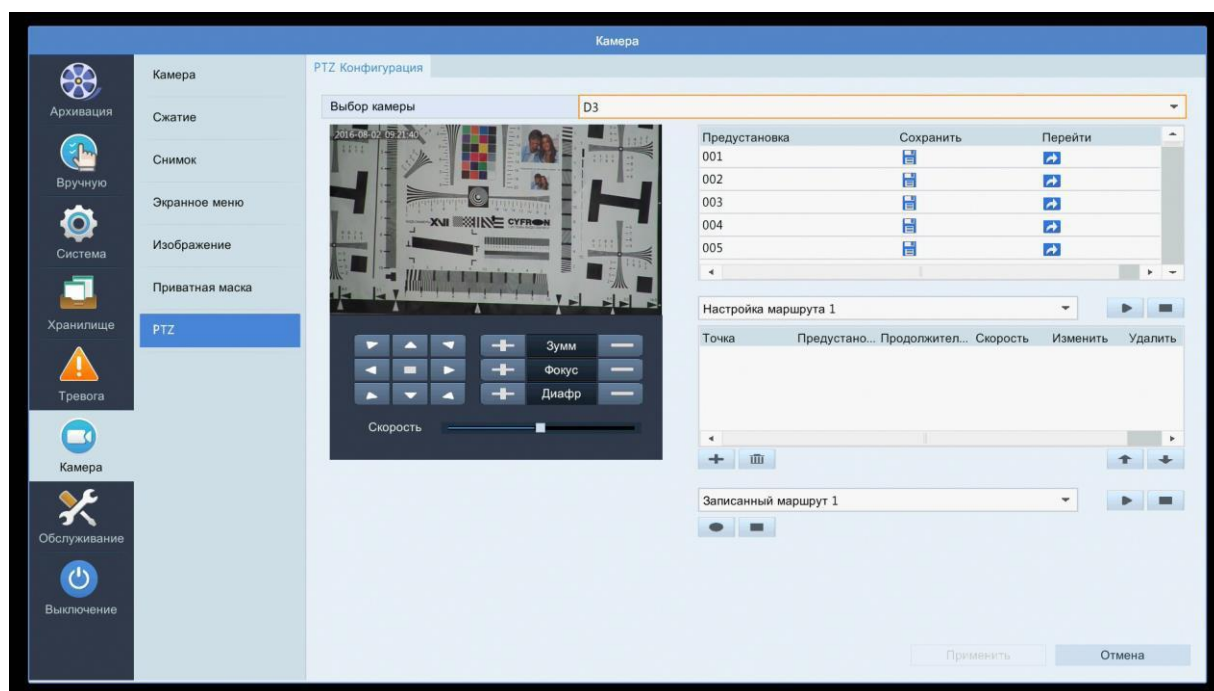 Камера
Архивация
Вручную
Система
Хранилище
Тревога
Камера
Обслуживание
Выключение
Камера
Сжатие
Снимок
Экранное меню
Изображение
Приватная маска
PTZ
PTZ Конфигурация
Выбор камеры D3
2016-08-02 09:21:40
XVII
CYFRON
Зумм
Фокус
Диафр
Скорость
Предустановка Сохранить Перейти
001
002
003
004
005
Настройка маршрута 1
Точка Предустано... Продолжител... Скорость Изменить Удалить
Записанный маршрут 1
Применить Отмена